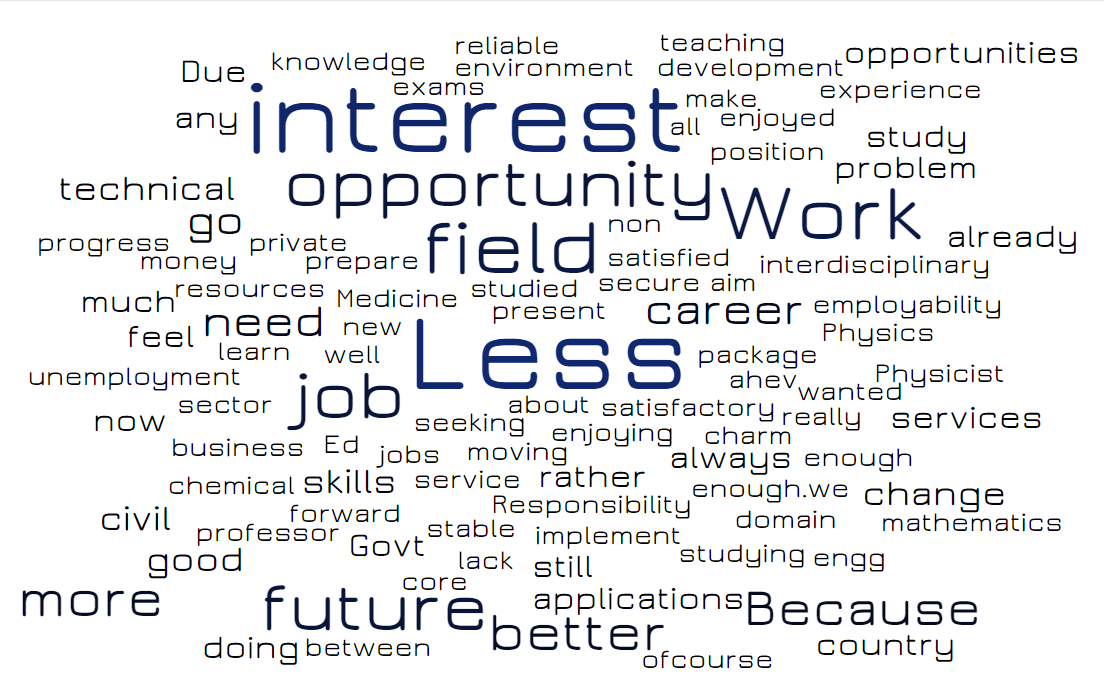 reliable teaching
Due knowledge environment development opportunities
exams experience
any interest make enjoyed
all study
position problem
technical opportunity Work
go non already
progress private field satisfied
money prepare interdisciplinary
resources studied secure aim
much Medicine present career employability
feel need new Physics
learn well Less package
unemployment ahev Physicist
job wanted
now sector about satisfactory really services
seeking enjoying charm
business Ed jobs moving always enough
chemical skills service rather enough.we change
Responsibility
civil forward domain mathematics
professor Govt stable implement
good lack still studying engg
core
more future applications Because
better
doing between country
ofcourse